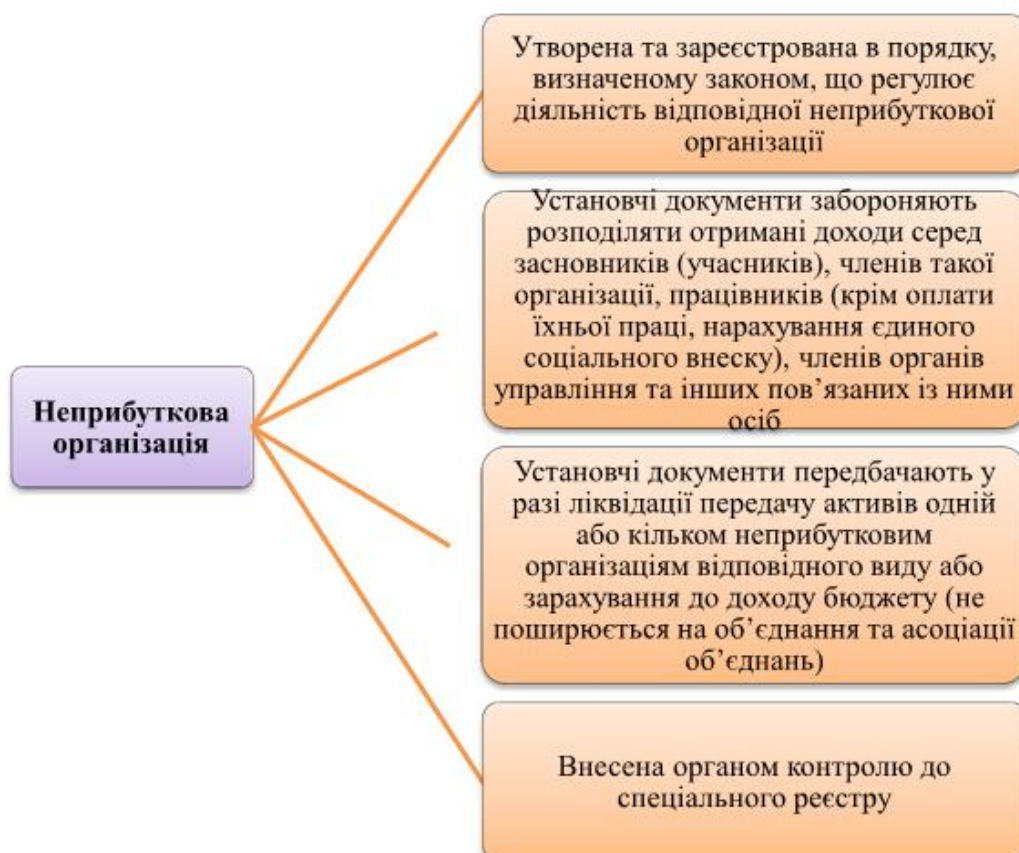 Утворена та зареєстрована в порядку,
визначеному законом, що регулює
діяльність відповідної неприбуткової
організації
Установчі документи забороняють
розподіляти отримані доходи серед
засновників (учасників), членів такої
організації, працівників (крім оплати
їхньої праці, нарахування єдиного
соціального внеску), членів органів
управління та інших пов’язаних із ними
осіб
Неприбуткова
організація
Установчі документи передбачають у
разі ліквідації передачу активів одній
або кільком неприбутковим
організаціям відповідного виду або
зарахування до доходу бюджету (не
поширюється на об’єднання та асоціації
об’єднань)
Внесена органом контролю до
спеціального реєстру